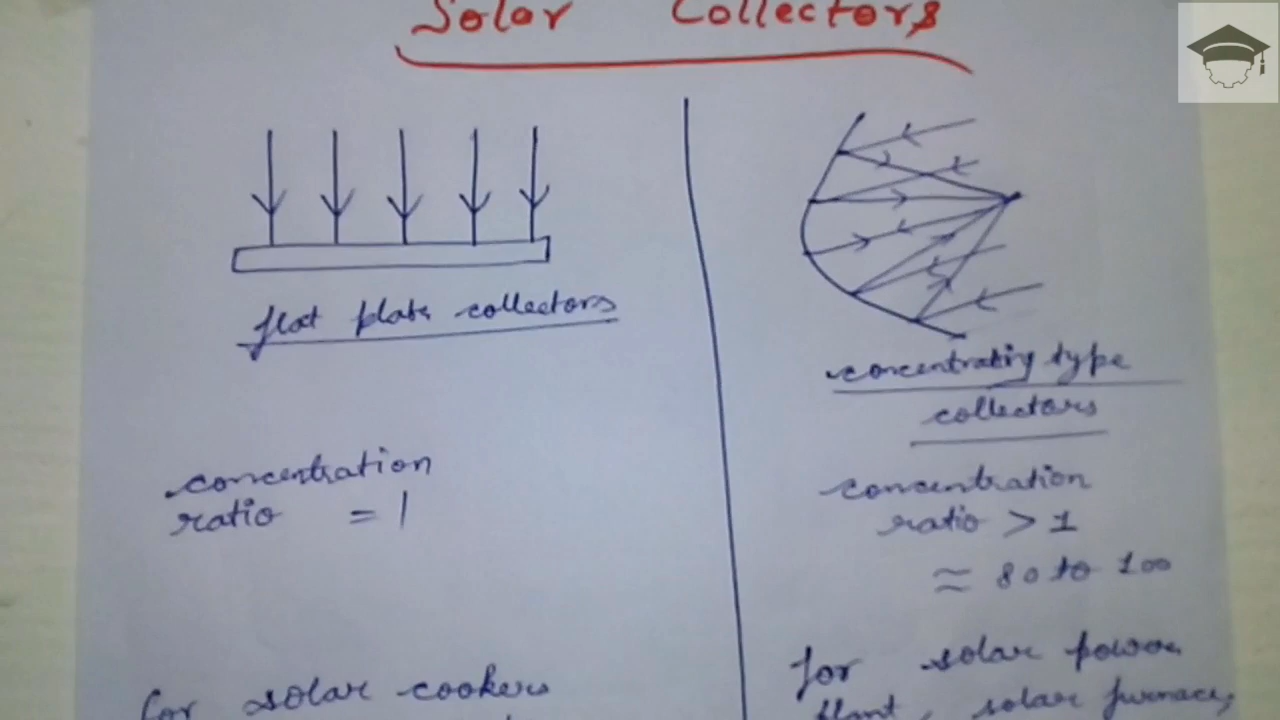 Solar Collectors
flat plate collectors
concentration
ratio = 1
for solar cookers
concentrating type
collectors
concentration
ratio > 1
≈ 80 to 100
for solar power
plant, solar furnace,